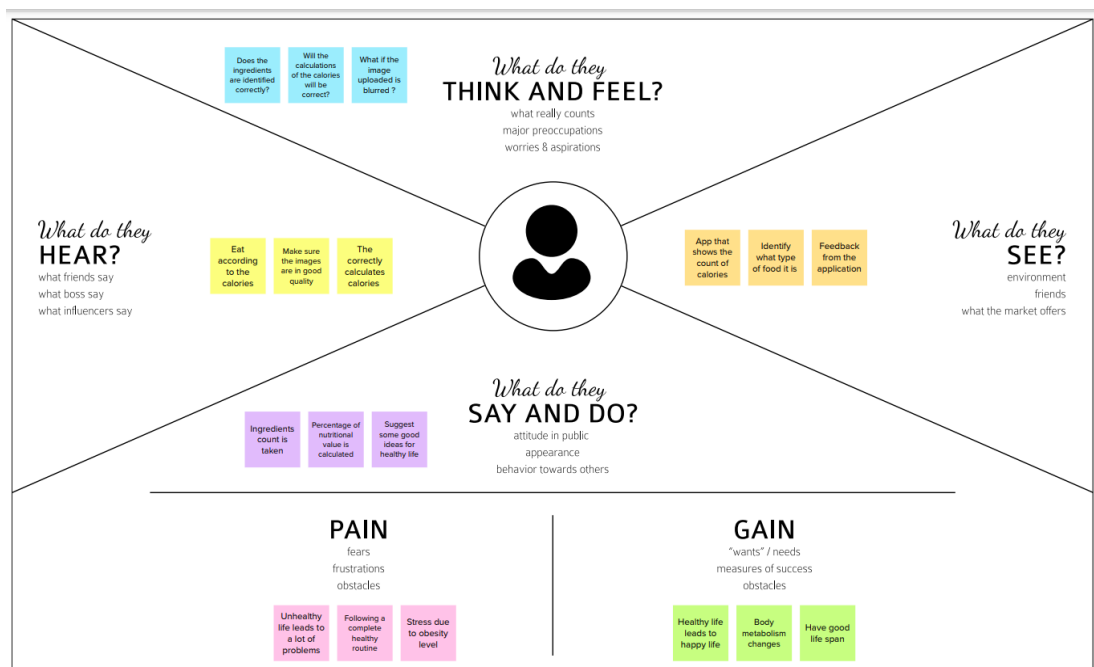 Does the
ingredients
are identified
correctly?
Will the
calculations
of the calories
will be
correct?
What if the
image
uploaded is
blurred ?
What do they
THINK AND FEEL?
what really counts
major preoccupations
worries & aspirations
What do they
HEAR?
what friends say
what boss say
what influencers say
Eat
according
to the
calories
Make sure
the images
are in good
quality
The
correctly
calculates
calories
App that
shows the
count of
calories
Identify
what type
of food it is
Feedback
from the
application
What do they
SEE?
environment
friends
what the market offers
What do they
SAY AND DO?
attitude in public
appearance
behavior towards others
Ingredients
count is
taken
Percentage of
nutritional
value is
calculated
Suggest
some good
ideas for
healthy life
PAIN
fears
frustrations
obstacles
Unhealthy
life leads to
a lot of
problems
Following a
complete
healthy
routine
Stress due
to obesity
level
GAIN
“wants” / needs
measures of success
obstacles
Healthy life
leads to
happy life
Body
metabolism
changes
Have good
life span